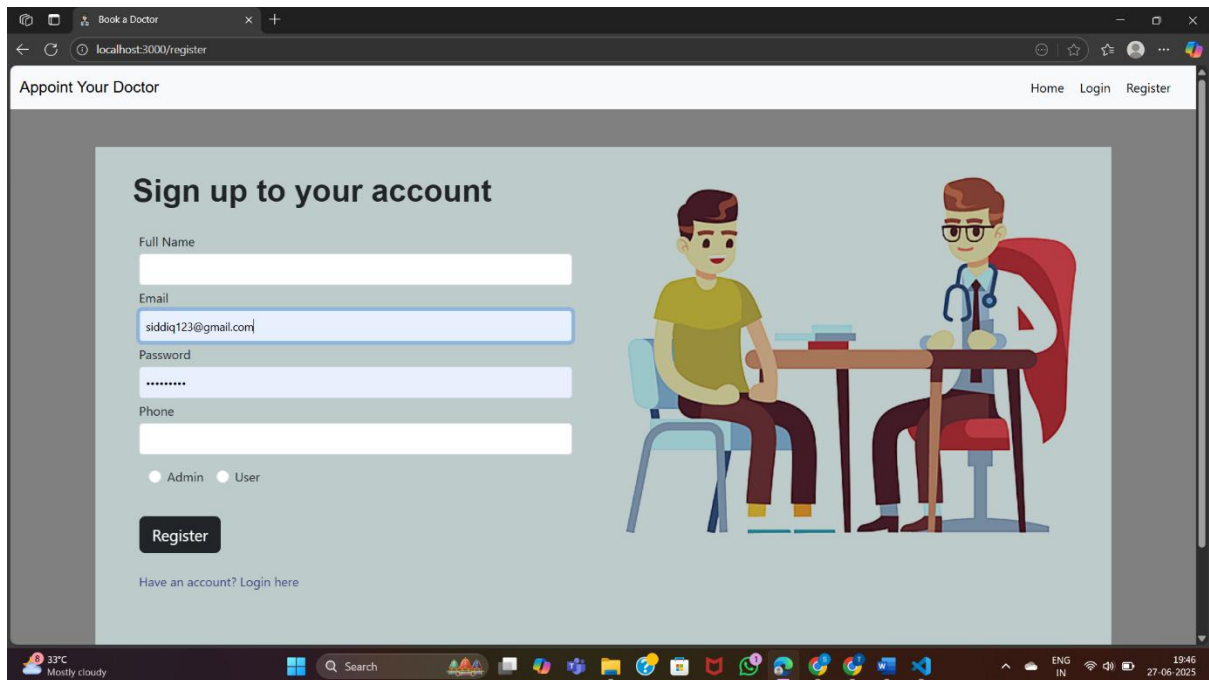 Book a Doctor
localhost:3000/register
Appoint Your Doctor
Home Login Register
Sign up to your account
Full Name
Email
siddiq123@gmail.com
Password
•••••••••
Phone
Admin User
Register
Have an account? Login here
8
33°C
Mostly cloudy
Search
ENG
IN
19:46
27-06-2025